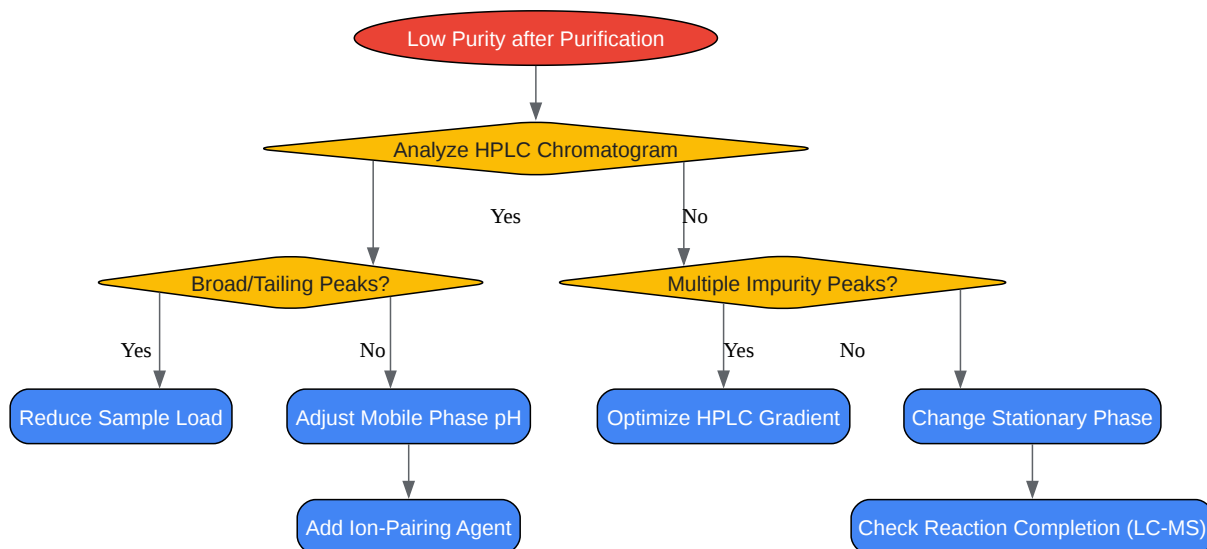 Low Purity after Purification
Analyze HPLC Chromatogram
Yes
No
Broad/Tailing Peaks?
Multiple Impurity Peaks?
Yes
No
Yes
No
Reduce Sample Load
Adjust Mobile Phase pH
Optimize HPLC Gradient
Change Stationary Phase
Add Ion-Pairing Agent
Check Reaction Completion (LC-MS)